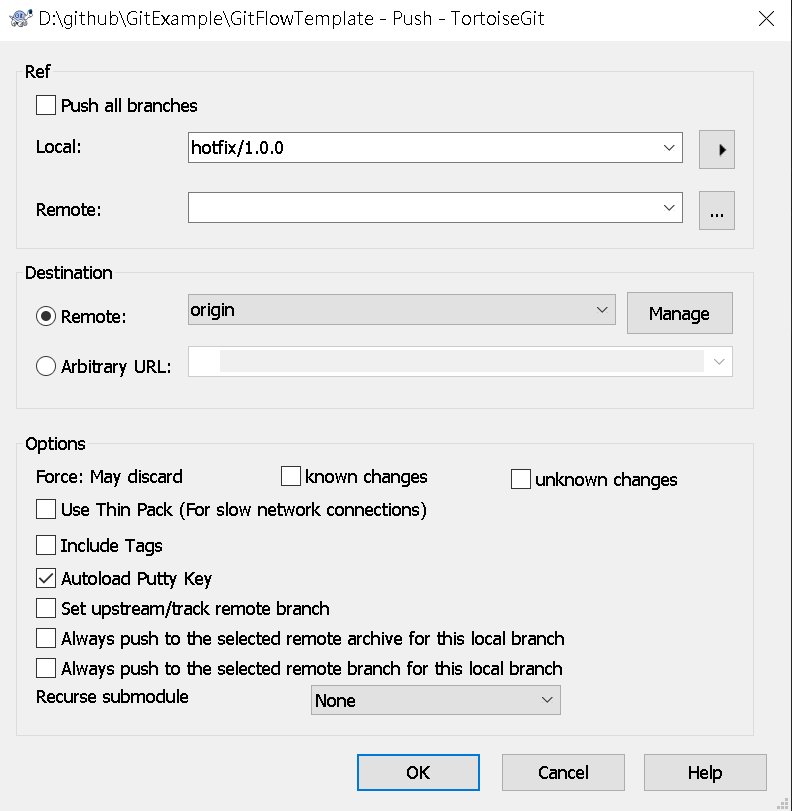 D:\github\GitExample\GitFlowTemplate - Push - TortoiseGit
Ref
Push all branches
Local:
hotfix/1.0.0
Remote:
...
Destination
Remote:
origin
Manage
Arbitrary URL:
Options
Force: May discard
known changes
unknown changes
Use Thin Pack (For slow network connections)
Include Tags
Autoload Putty Key
Set upstream/track remote branch
Always push to the selected remote archive for this local branch
Always push to the selected remote branch for this local branch
Recurse submodule
None
OK
Cancel
Help